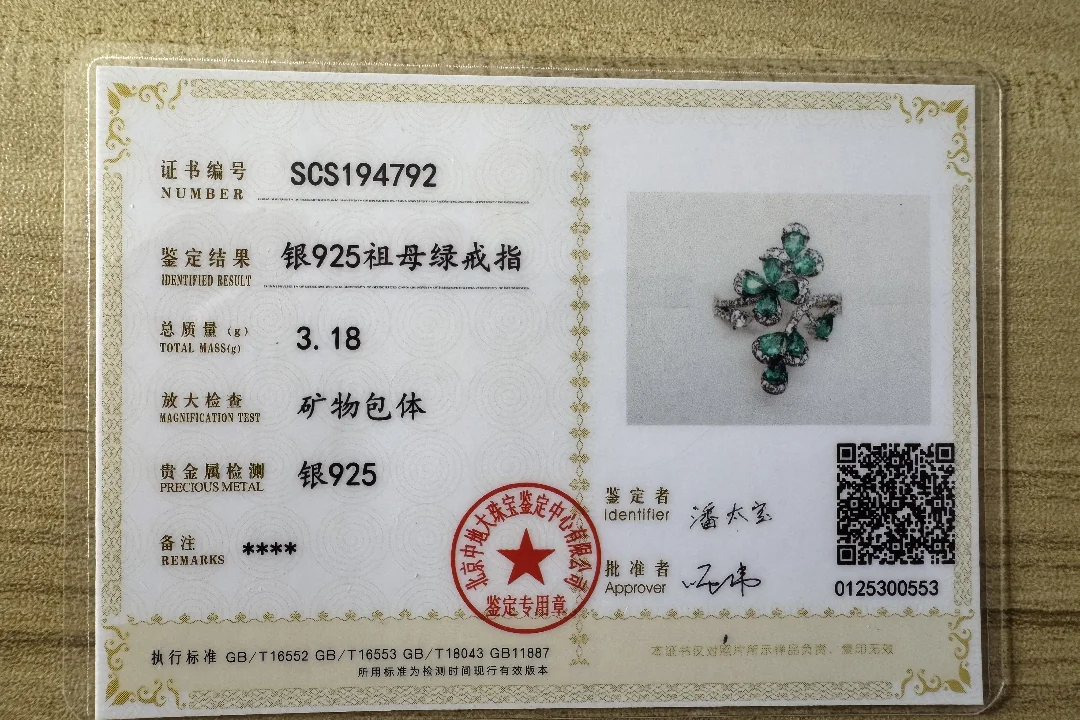 证书编号
NUMBER
SCS194792
鉴定结果
IDENTIFIED RESULT
银925祖母绿戒指
总质量(g)
TOTAL MASS(g)
3.18
放大检查
MAGNIFICATION TEST
矿物包体
贵金属检测
PRECIOUS METAL
银925
备注
REMARKS
****
北京中地大珠宝鉴定中心有限公司
鉴定专用章
执行标准 GB/T16552 GB/T16553 GB/T18043 GB11887
所用标准为检测时间现行有效版本
鉴定者
Identifier
批准者
Approver
0125300553
本证书仅对照片所示样品负责，复印无效